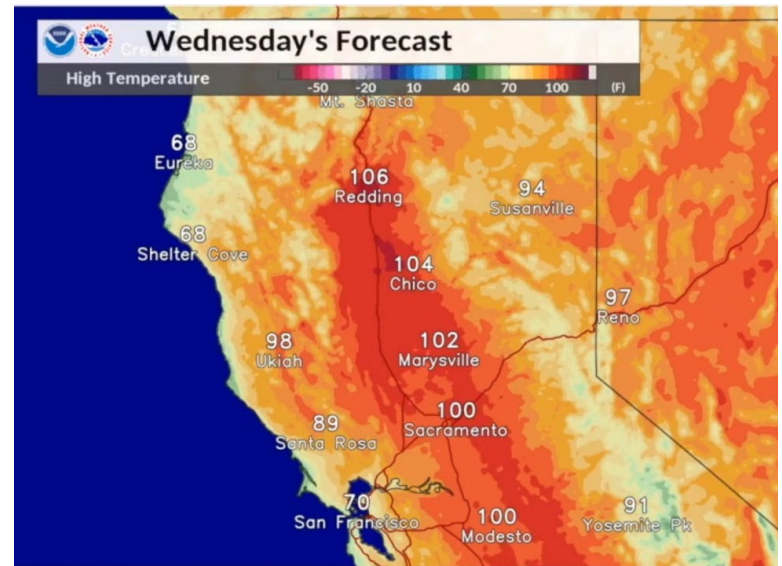 Wednesday's Forecast
High Temperature
-50 -20 10 40 70 100 (F)
Mt. Shasta
68
Eureka
106
Redding
94
Susanville
68
Shelter Cove
104
Chico
97
Reno
98
Ukiah
102
Marysville
89
Santa Rosa
100
Sacramento
70
San Francisco
100
Modesto
91
Yosemite Pk